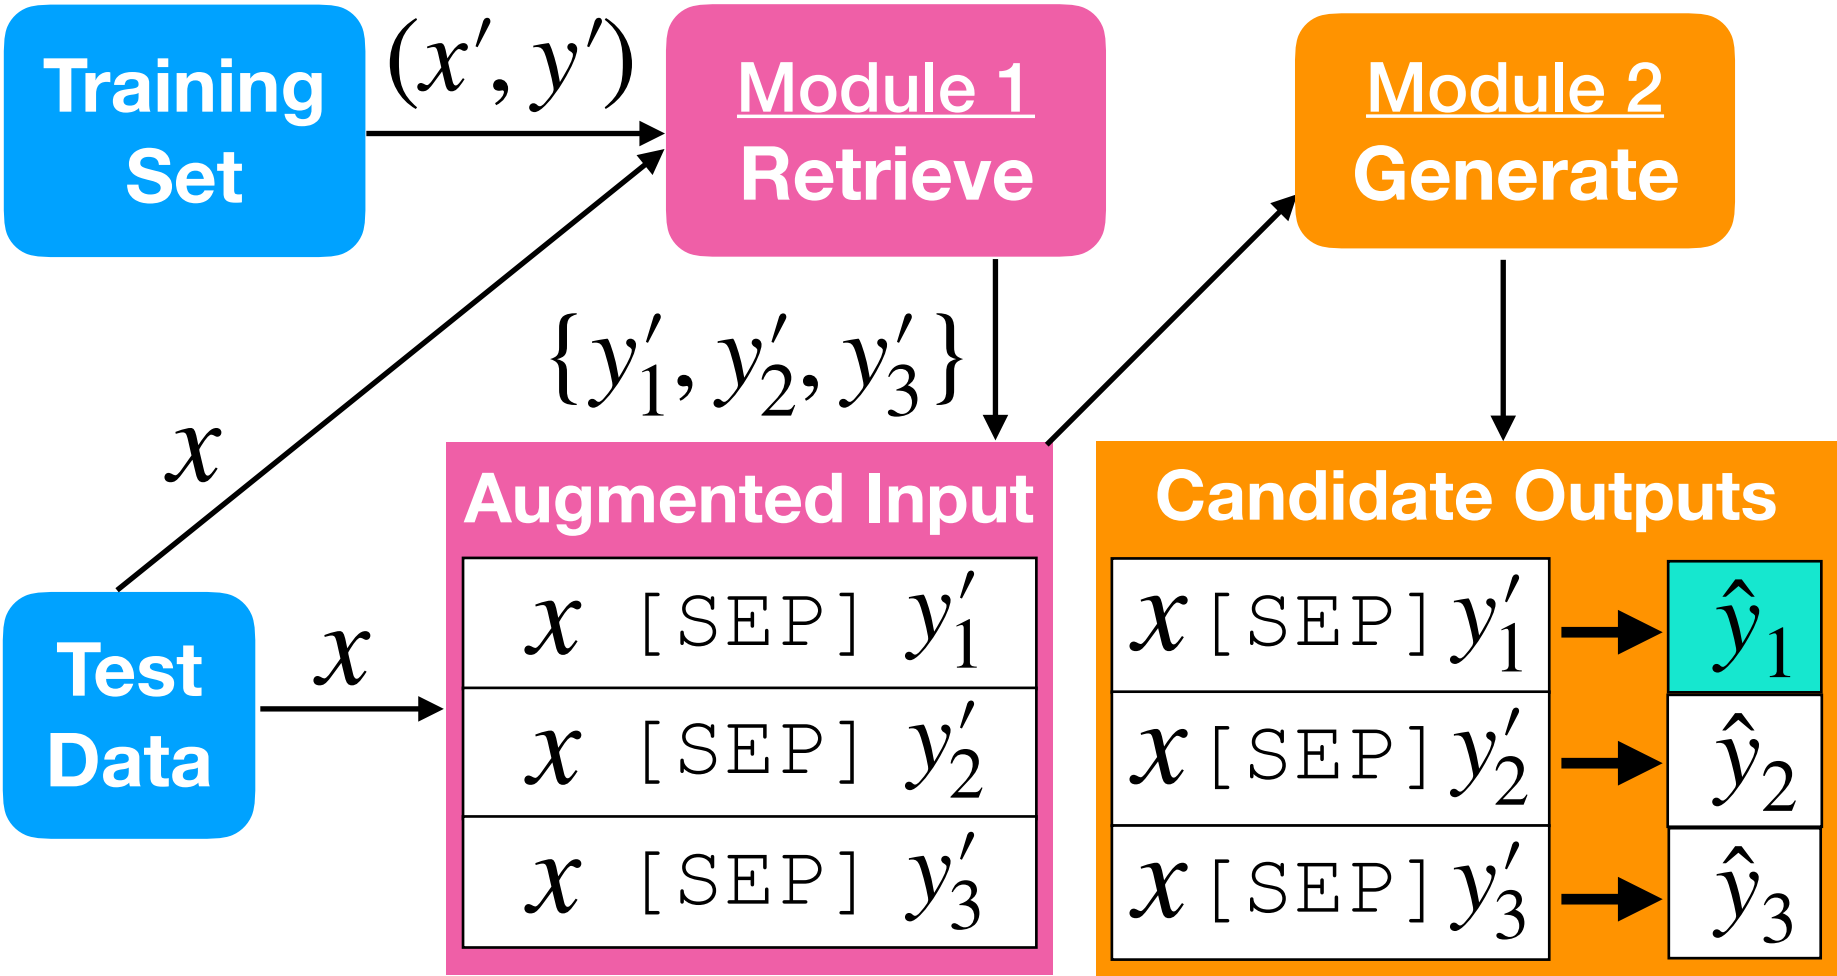 Training
Set
(x′, y′)
Module 1
Retrieve
Module 2
Generate
{y′₁, y′₂, y′₃}
x
Test
Data
x
Augmented Input
x [SEP] y′₁
x [SEP] y′₂
x [SEP] y′₃
Candidate Outputs
x [SEP] y′₁ ŷ₁
x [SEP] y′₂ ŷ₂
x [SEP] y′₃ ŷ₃